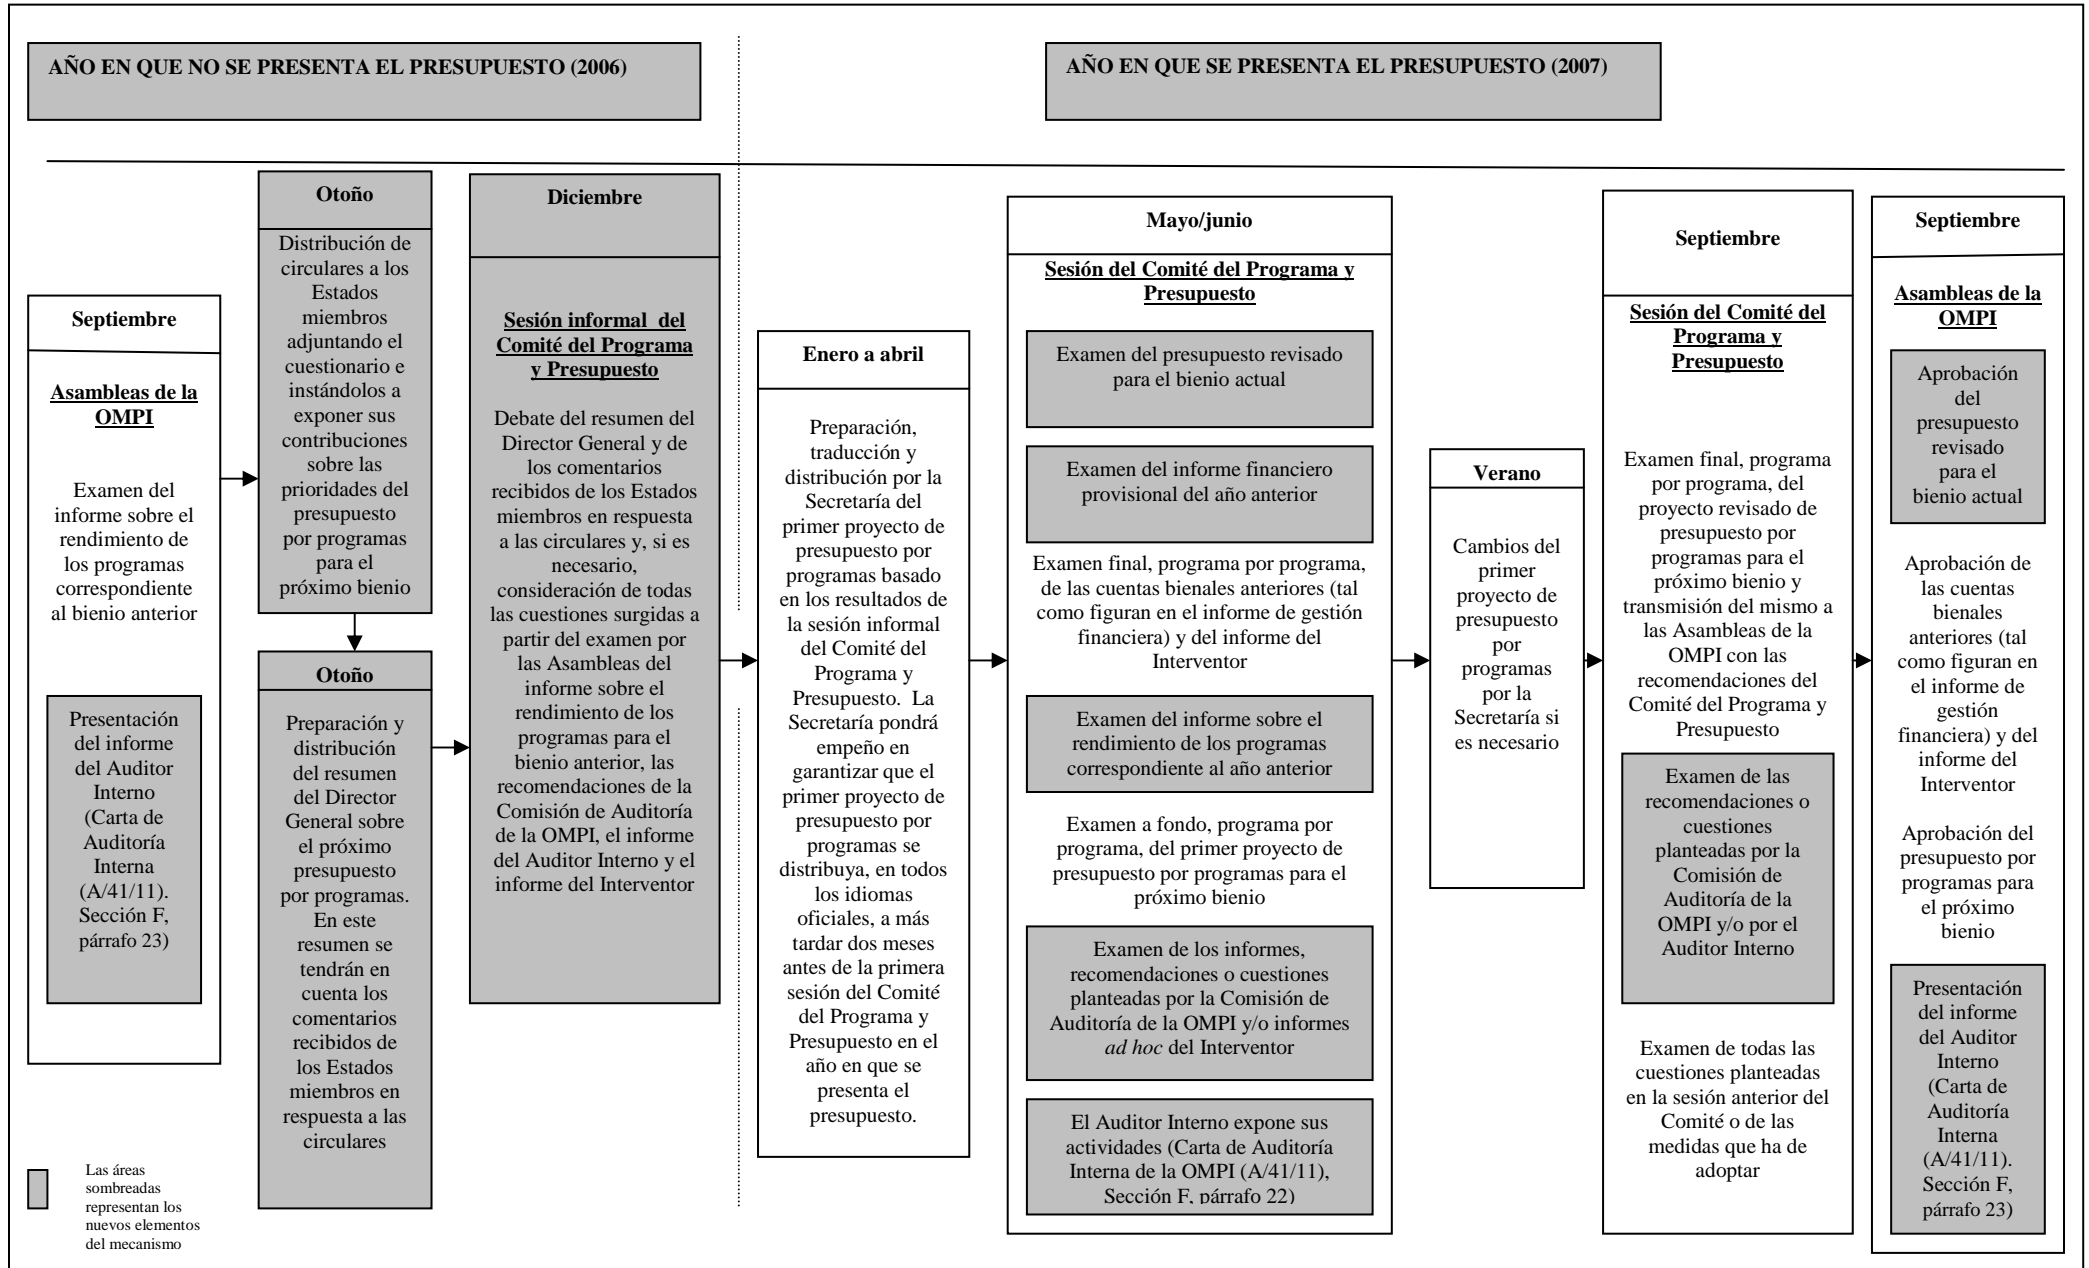 AÑO EN QUE NO SE PRESENTA EL PRESUPUESTO (2006)
AÑO EN QUE SE PRESENTA EL PRESUPUESTO (2007)
Septiembre
Asambleas de la
OMPI
Examen del
informe sobre el
rendimiento de
los programas
correspondiente
al bienio anterior
Presentación
del informe
del Auditor
Interno
(Carta de
Auditoría
Interna
(A/41/11).
Sección F,
párrafo 23)
Otoño
Distribución de
circulares a los
Estados
miembros
adjuntando el
cuestionario e
instándolos a
exponer sus
contribuciones
sobre las
prioridades del
presupuesto
por programas
para el
próximo bienio
Otoño
Preparación y
distribución
del resumen
del Director
General sobre
el próximo
presupuesto
por programas.
En este
resumen se
tendrán en
cuenta los
comentarios
recibidos de
los Estados
miembros en
respuesta a las
circulares
Diciembre
Sesión informal  del
Comité del Programa
y Presupuesto
Debate del resumen del
Director General y de
los comentarios
recibidos de los Estados
miembros en respuesta
a las circulares y, si es
necesario,
consideración de todas
las cuestiones surgidas a
partir del examen por
las Asambleas del
informe sobre el
rendimiento de los
programas para el
bienio anterior, las
recomendaciones de la
Comisión de Auditoría
de la OMPI, el informe
del Auditor Interno y el
informe del Interventor
Enero a abril
Preparación,
traducción y
distribución por la
Secretaría del
primer proyecto de
presupuesto por
programas basado
en los resultados de
la sesión informal
del Comité del
Programa y
Presupuesto.  La
Secretaría pondrá
empeño en
garantizar que el
primer proyecto de
presupuesto por
programas se
distribuya, en todos
los idiomas
oficiales, a más
tardar dos meses
antes de la primera
sesión del Comité
del Programa y
Presupuesto en el
año en que se
presenta el
presupuesto.
Mayo/junio
Sesión del Comité del Programa y
Presupuesto
Examen del presupuesto revisado
para el bienio actual
Examen del informe financiero
provisional del año anterior
Examen final, programa por programa,
de las cuentas bienales anteriores (tal
como figuran en el informe de gestión
financiera) y del informe del
Interventor
Examen del informe sobre el
rendimiento de los programas
correspondiente al año anterior
Examen a fondo, programa por
programa, del primer proyecto de
presupuesto por programas para el
próximo bienio
Examen de los informes,
recomendaciones o cuestiones
planteadas por la Comisión de
Auditoría de la OMPI y/o informes
ad hoc del Interventor
El Auditor Interno expone sus
actividades (Carta de Auditoría
Interna de la OMPI (A/41/11),
Sección F, párrafo 22)
Verano
Cambios del
primer
proyecto de
presupuesto
por
programas
por la
Secretaría si
es necesario
Septiembre
Sesión del Comité del
Programa y
Presupuesto
Examen final, programa
por programa, del
proyecto revisado de
presupuesto por
programas para el
próximo bienio y
transmisión del mismo a
las Asambleas de la
OMPI con las
recomendaciones del
Comité del Programa y
Presupuesto
Examen de las
recomendaciones o
cuestiones
planteadas por la
Comisión de
Auditoría de la
OMPI y/o por el
Auditor Interno
Examen de todas las
cuestiones planteadas
en la sesión anterior del
Comité o de las
medidas que ha de
adoptar
Septiembre
Asambleas de la
OMPI
Aprobación
del
presupuesto
revisado
para el
bienio actual
Aprobación de
las cuentas
bienales
anteriores (tal
como figuran en
el informe de
gestión
financiera) y del
informe del
Interventor
Aprobación del
presupuesto por
programas para
el próximo
bienio
Presentación
del informe
del Auditor
Interno
(Carta de
Auditoría
Interna
(A/41/11).
Sección F,
párrafo 23)
Las áreas
sombreadas
representan los
nuevos elementos
del mecanismo